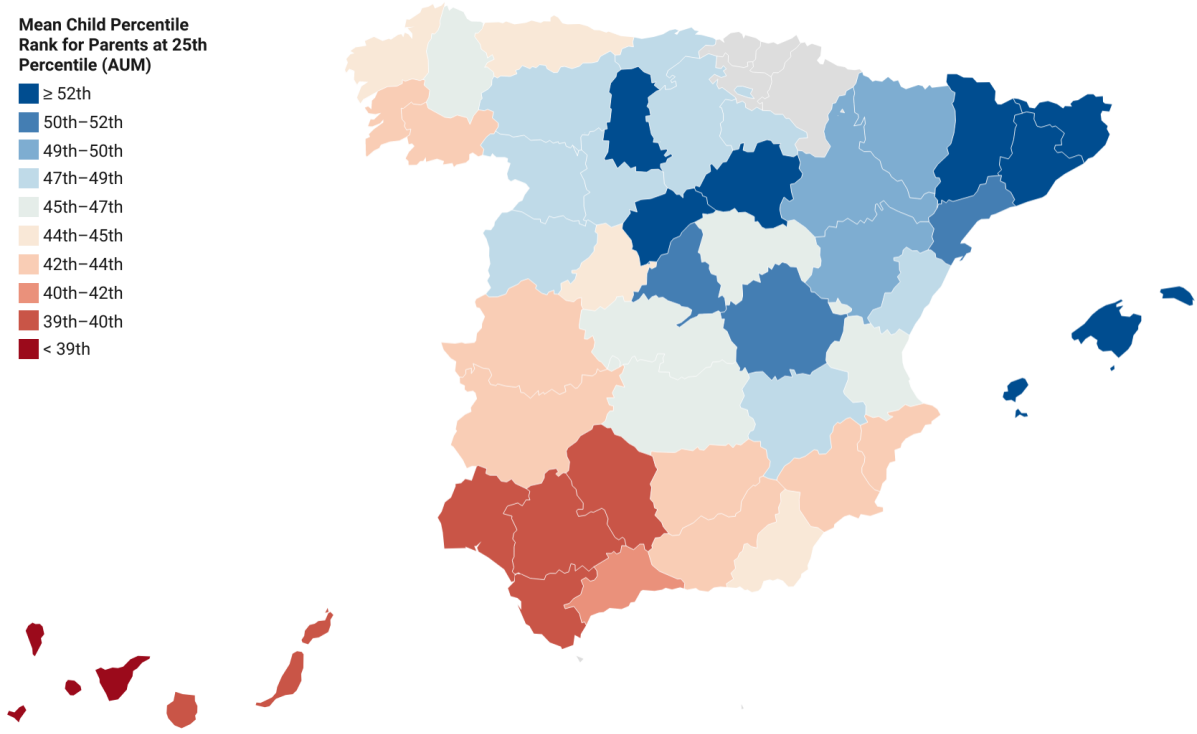 Mean Child Percentile
Rank for Parents at 25th
Percentile (AUM)
≥ 52th
50th–52th
49th–50th
47th–49th
45th–47th
44th–45th
42th–44th
40th–42th
39th–40th
< 39th